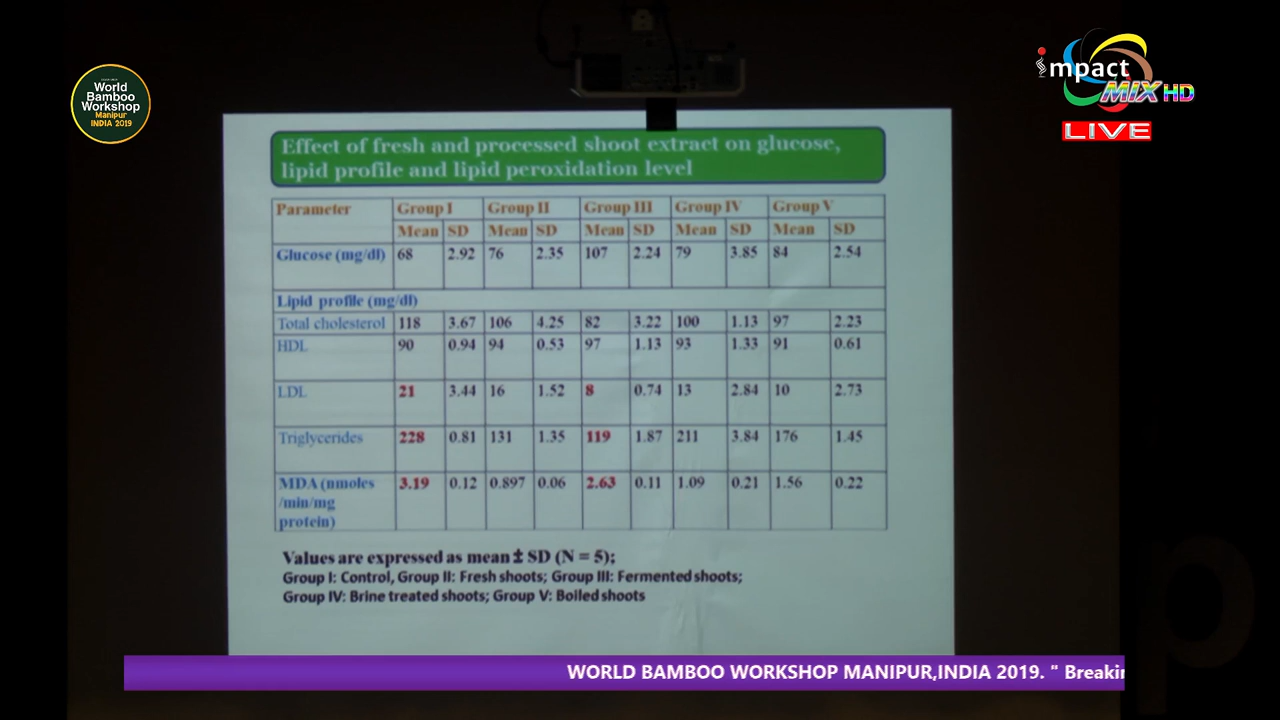 World
Bamboo
Workshop
Manipur
INDIA 2019
impact
MIX HD
LIVE
Effect of fresh and processed shoot extract on glucose,
lipid profile and lipid peroxidation level
Parameter Group I Group II Group III Group IV Group V
Mean SD Mean SD Mean SD Mean SD Mean SD
Glucose (mg/dl) 68 2.92 76 2.35 107 2.24 79 3.85 84 2.54
Lipid profile (mg/dl)
Total cholesterol 118 3.67 106 4.25 82 3.22 100 1.13 97 2.23
HDL 90 0.94 94 0.53 97 1.13 93 1.33 91 0.61
LDL 21 3.44 16 1.52 8 0.74 13 2.84 10 2.73
Triglycerides 228 0.81 131 1.35 119 1.87 211 3.84 176 1.45
MDA (nmoles 3.19 0.12 0.897 0.06 2.63 0.11 1.09 0.21 1.56 0.22
/min/mg
protein)
Values are expressed as mean ± SD (N = 5);
Group I: Control, Group II: Fresh shoots; Group III: Fermented shoots;
Group IV: Brine treated shoots; Group V: Boiled shoots
WORLD BAMBOO WORKSHOP MANIPUR,INDIA 2019. " Breakin